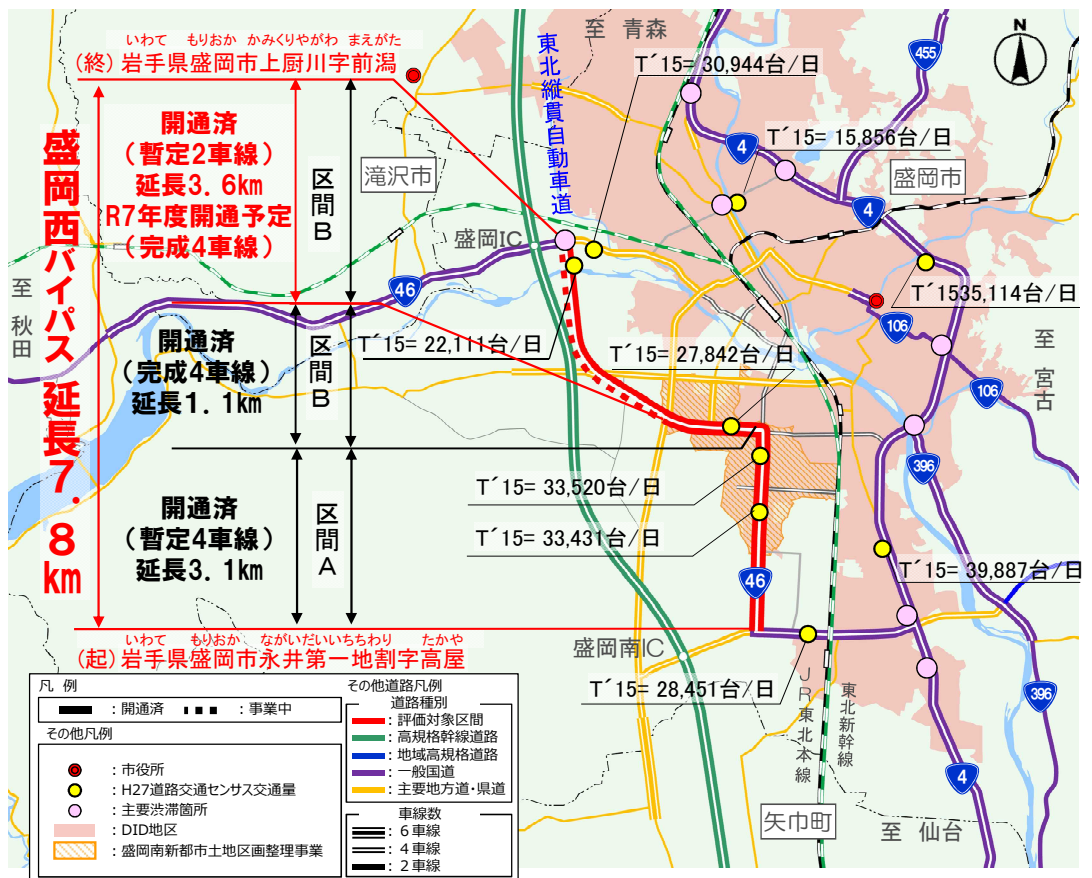 いわて もりおか かみくりやがわ まえがた
(終)岩手県盛岡市上厨川字前潟
盛岡西バイパス 延長7.8km
開通済
(暫定2車線)
延長3.6km
R7年度開通予定
(完成4車線)
区間B
開通済
(完成4車線)
延長1.1km
区間B
開通済
(暫定4車線)
延長3.1km
区間A
いわて もりおか ながいだいいちちわり たかや
(起)岩手県盛岡市永井第一地割字高屋
至 青森
東北縦貫自動車道
N
滝沢市
盛岡市
盛岡IC
至 秋田
至 宮古
盛岡南IC
JR東北本線
東北新幹線
矢巾町
至 仙台
T´15= 30,944台/日
T´15= 15,856台/日
T´1535,114台/日
T´15= 22,111台/日
T´15= 27,842台/日
T´15= 33,520台/日
T´15= 33,431台/日
T´15= 39,887台/日
T´15= 28,451台/日
455
4
4
46
106
106
396
46
396
4
凡 例
:開通済
:事業中
その他凡例
:市役所
:H27道路交通センサス交通量
:主要渋滞箇所
:DID地区
:盛岡南新都市土地区画整理事業
その他道路凡例
道路種別
:評価対象区間
:高規格幹線道路
:地域高規格道路
:一般国道
:主要地方道・県道
車線数
:6車線
:4車線
:2車線